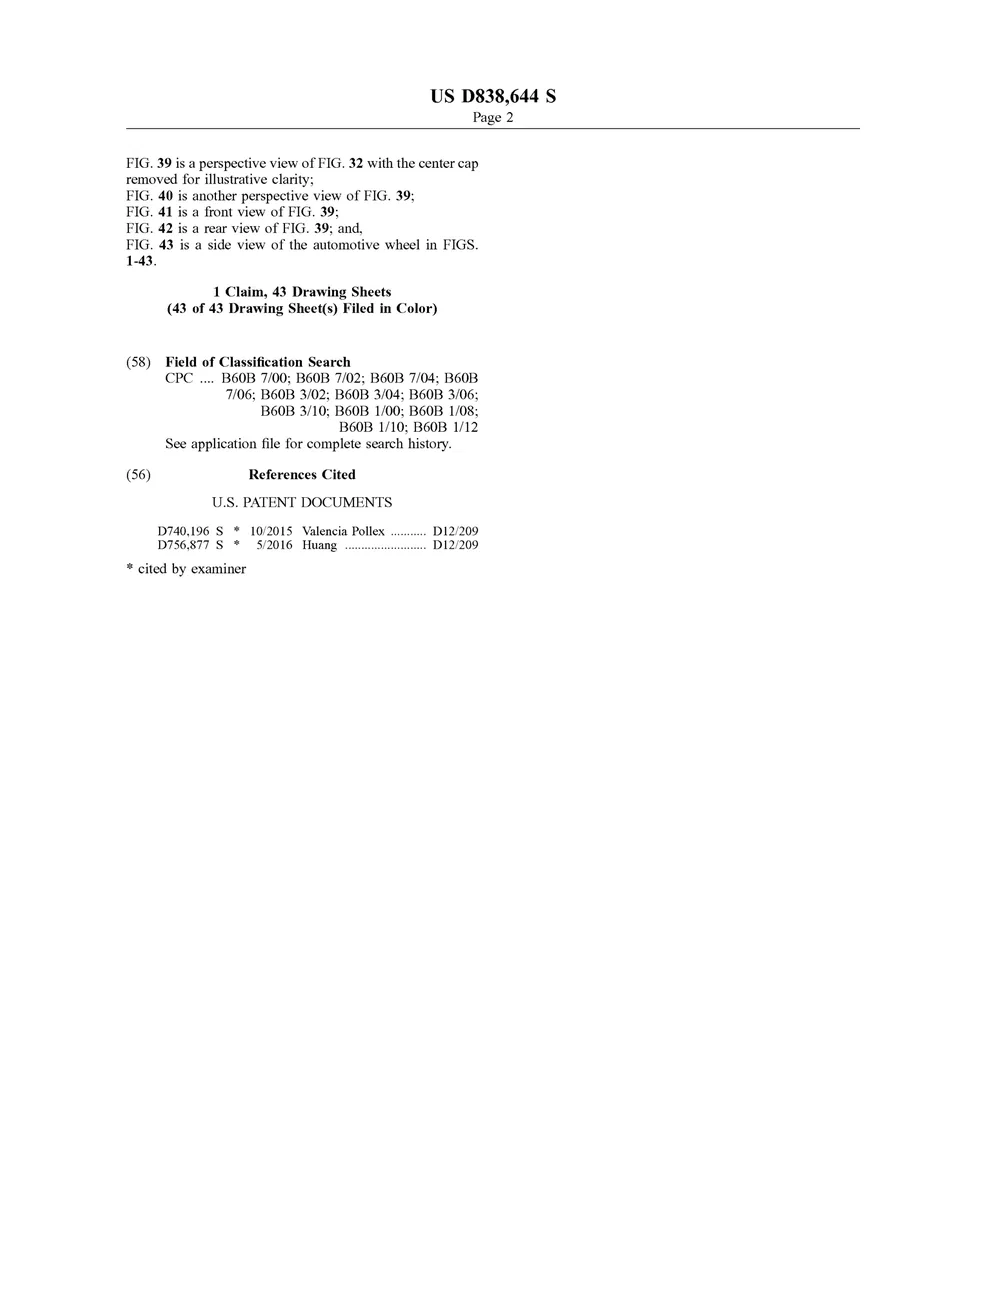 US D838,644 S
Page 2
FIG. 39 is a perspective view of FIG. 32 with the center cap
removed for illustrative clarity;
FIG. 40 is another perspective view of FIG. 39;
FIG. 41 is a front view of FIG. 39;
FIG. 42 is a rear view of FIG. 39; and,
FIG. 43 is a side view of the automotive wheel in FIGS.
1-43.
1 Claim, 43 Drawing Sheets
(43 of 43 Drawing Sheet(s) Filed in Color)
(58) Field of Classification Search
CPC .... B60B 7/00; B60B 7/02; B60B 7/04; B60B
7/06; B60B 3/02; B60B 3/04; B60B 3/06;
B60B 3/10; B60B 1/00; B60B 1/08;
B60B 1/10; B60B 1/12
See application file for complete search history.
(56) References Cited
U.S. PATENT DOCUMENTS
D740,196 S * 10/2015 Valencia Pollex ........... D12/209
D756,877 S * 5/2016 Huang ......................... D12/209
* cited by examiner